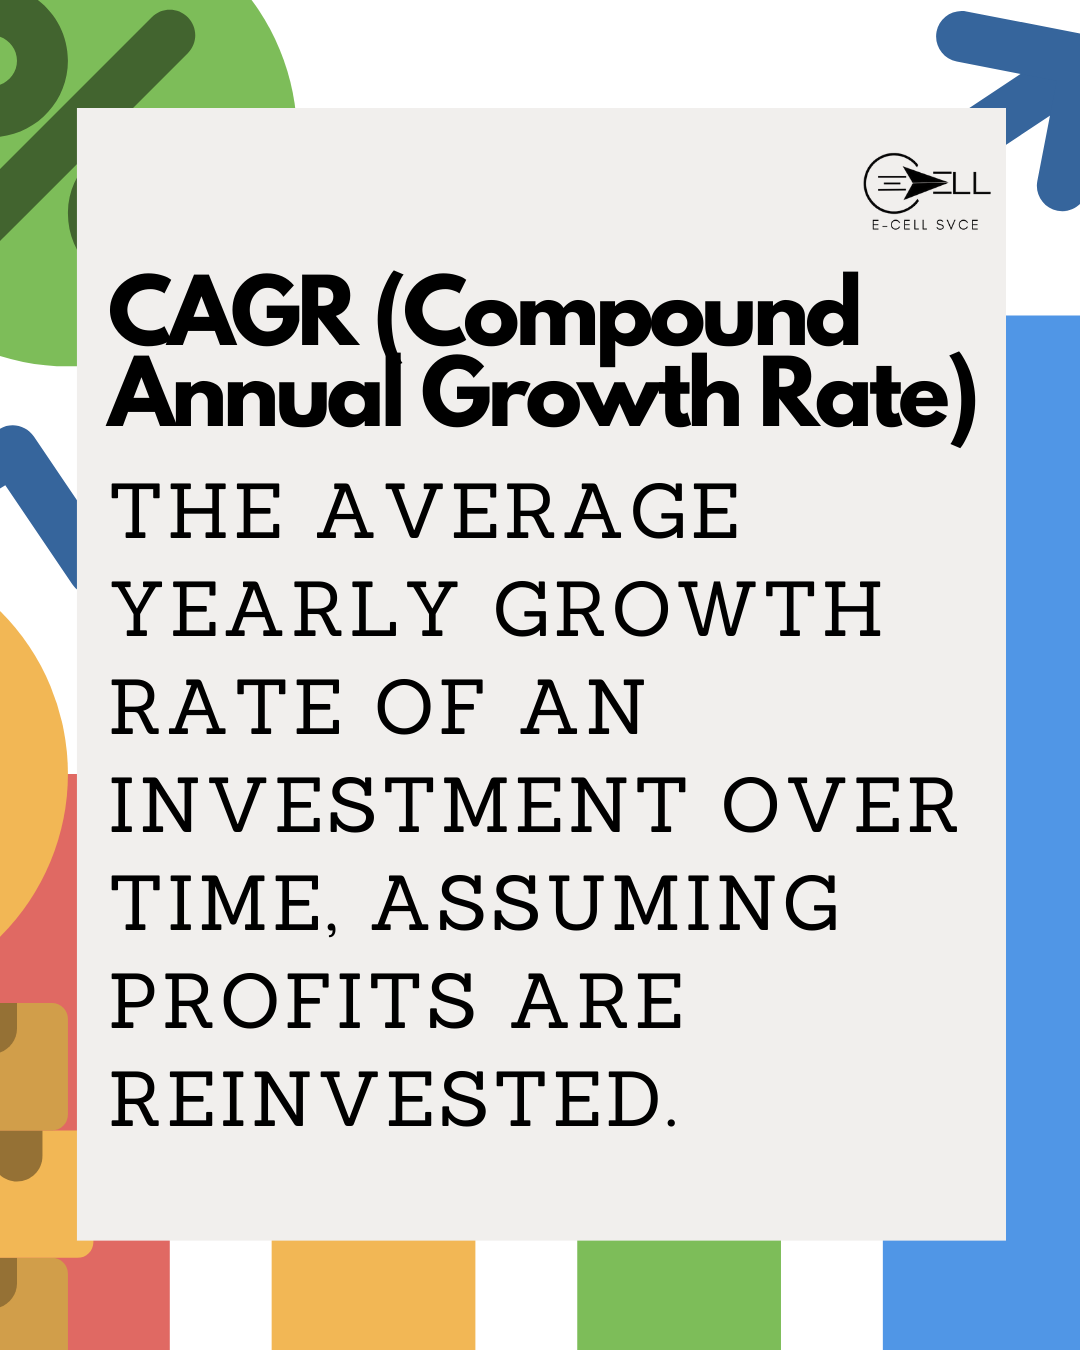 ELL
E-CELL SVCE
CAGR (Compound
Annual Growth Rate)
THE AVERAGE
YEARLY GROWTH
RATE OF AN
INVESTMENT OVER
TIME, ASSUMING
PROFITS ARE
REINVESTED.